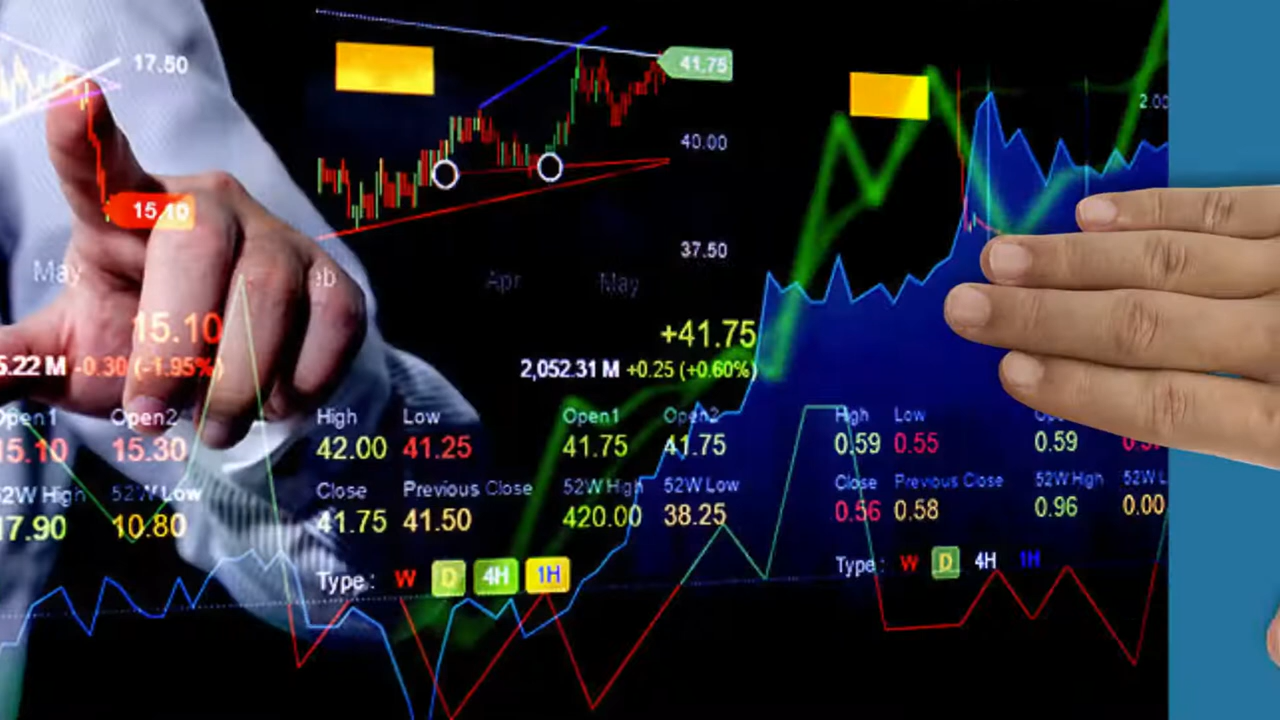 17.50
41.75
2.00
40.00
15.10
37.50
May
Apr
May
15.10
+41.75
5.22 M -0.30 (-1.95%)
2,052.31 M +0.25 (+0.60%)
Open1 Open2
15.10 15.30
52W High 52W Low
17.90 10.80
High Low Open1 Open2
42.00 41.25 41.75 41.75
Close Previous Close 52W High 52W Low
41.75 41.50 420.00 38.25
Type : W D 4H 1H
High Low
0.59 0.55 0.59
Close Previous Close 52W High 52W L
0.56 0.58 0.96 0.00
Type : W D 4H 1H